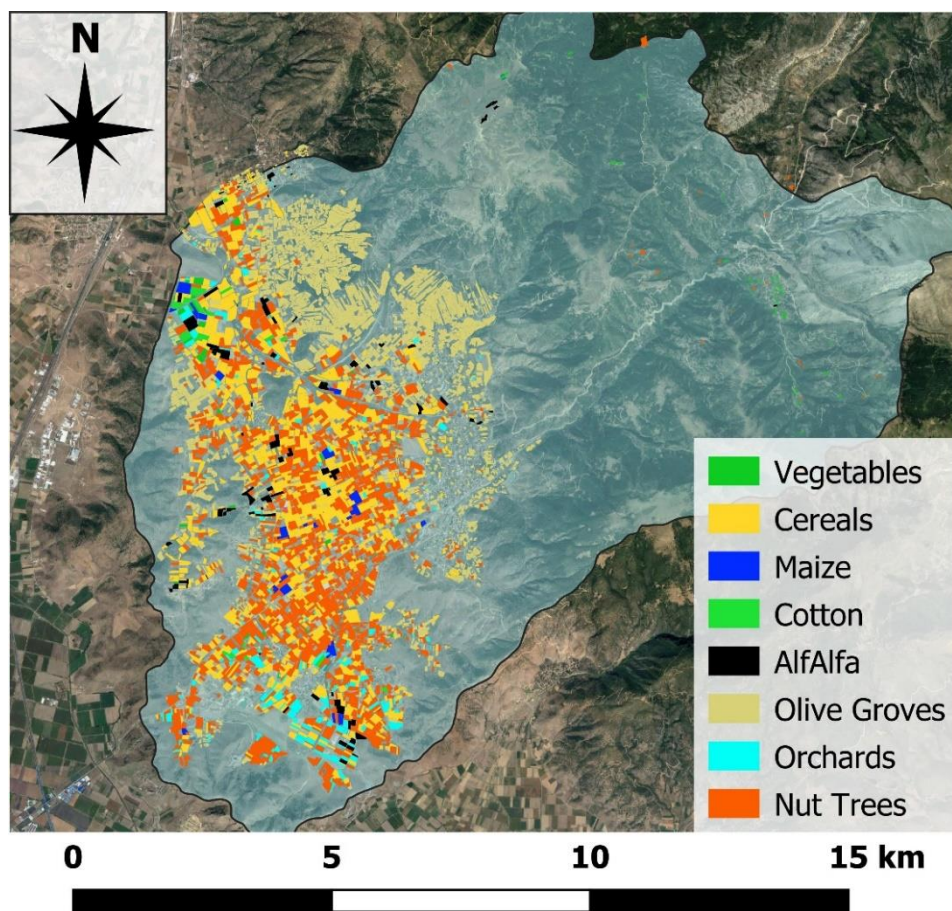 N
Vegetables
Cereals
Maize
Cotton
AlfAlfa
Olive Groves
Orchards
Nut Trees
0 5 10 15 km